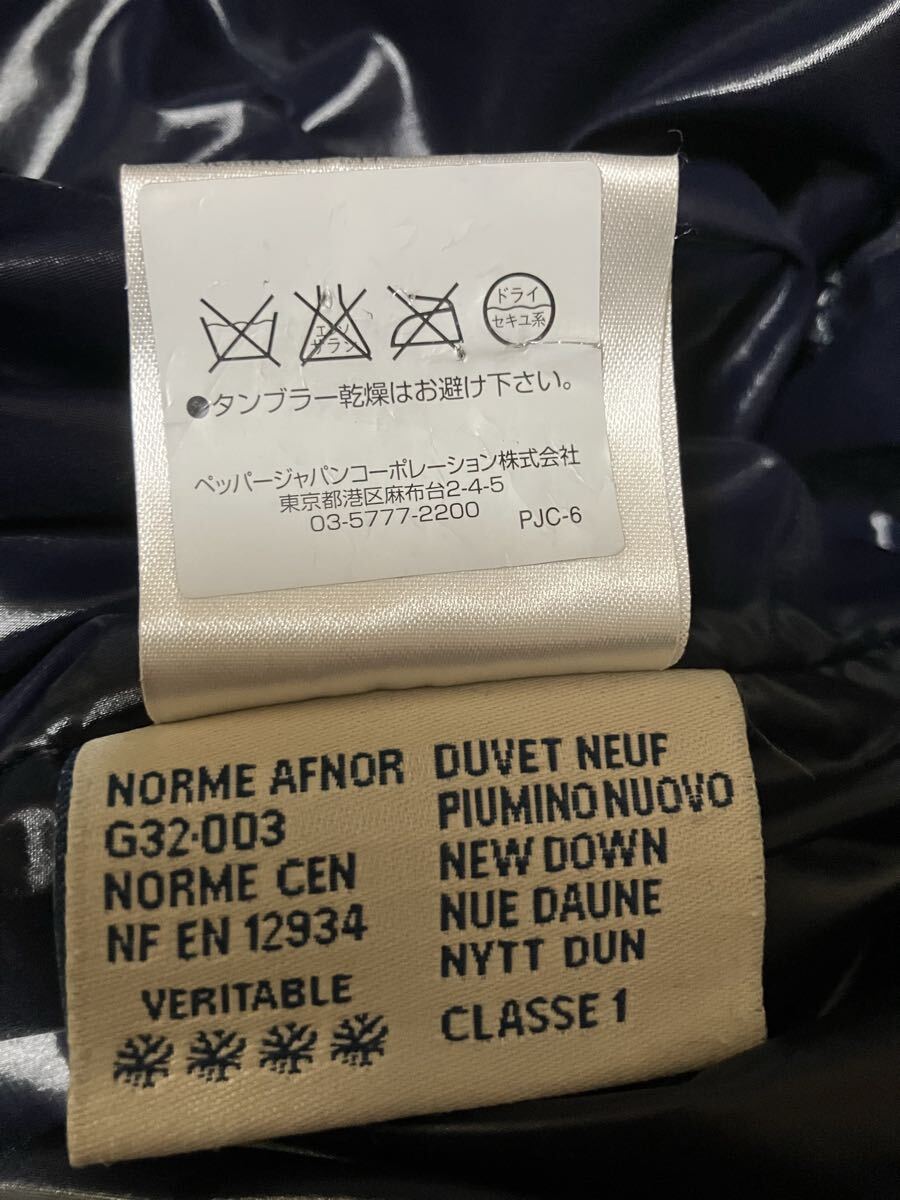 エンソ
サラシ
ドライ
セキユ系
●タンブラー乾燥はお避け下さい。
ペッパージャパンコーポレーション株式会社
東京都港区麻布台2-4-5
03-5777-2200
PJC-6
NORME AFNOR
G32·003
NORME CEN
NF EN 12934
VERITABLE
DUVET NEUF
PIUMINO NUOVO
NEW DOWN
NUE DAUNE
NYTT DUN
CLASSE 1